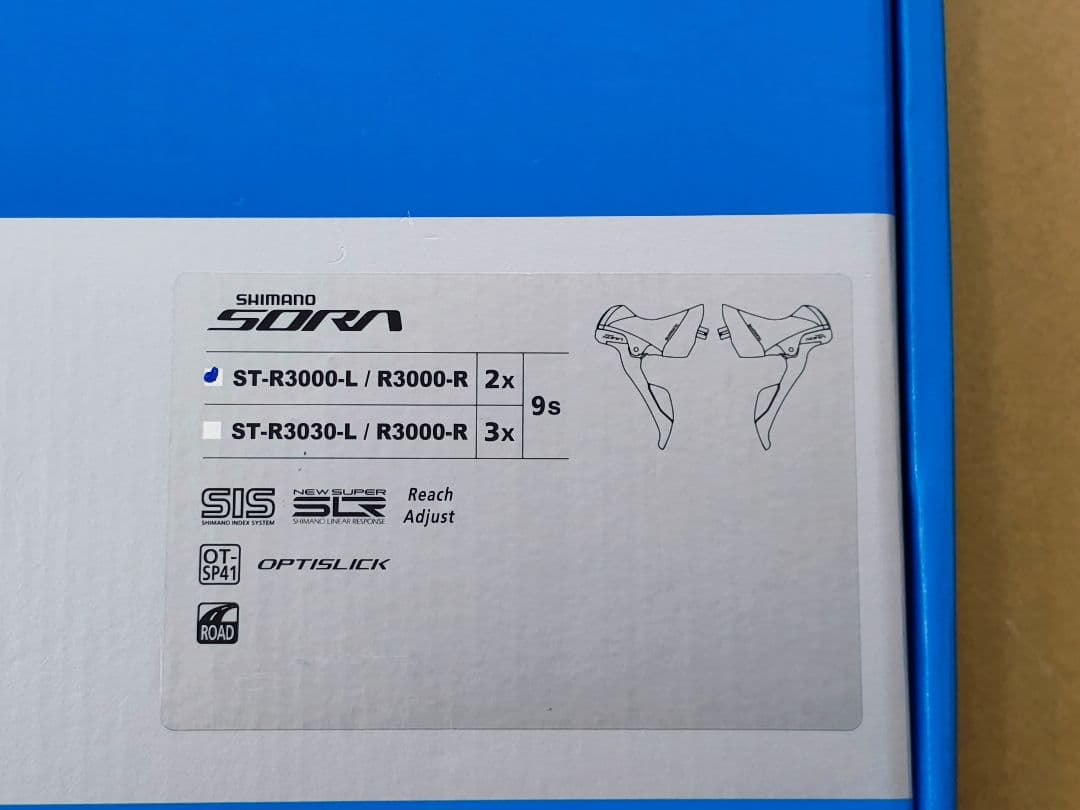 SHIMANO
SORA
ST-R3000-L / R3000-R 2x
9s
ST-R3030-L / R3000-R 3x
SIS
SHIMANO INDEX SYSTEM
NEW SUPER
SLR
SHIMANO LINEAR RESPONSE
Reach
Adjust
OT-
SP41
OPTISLICK
ROAD